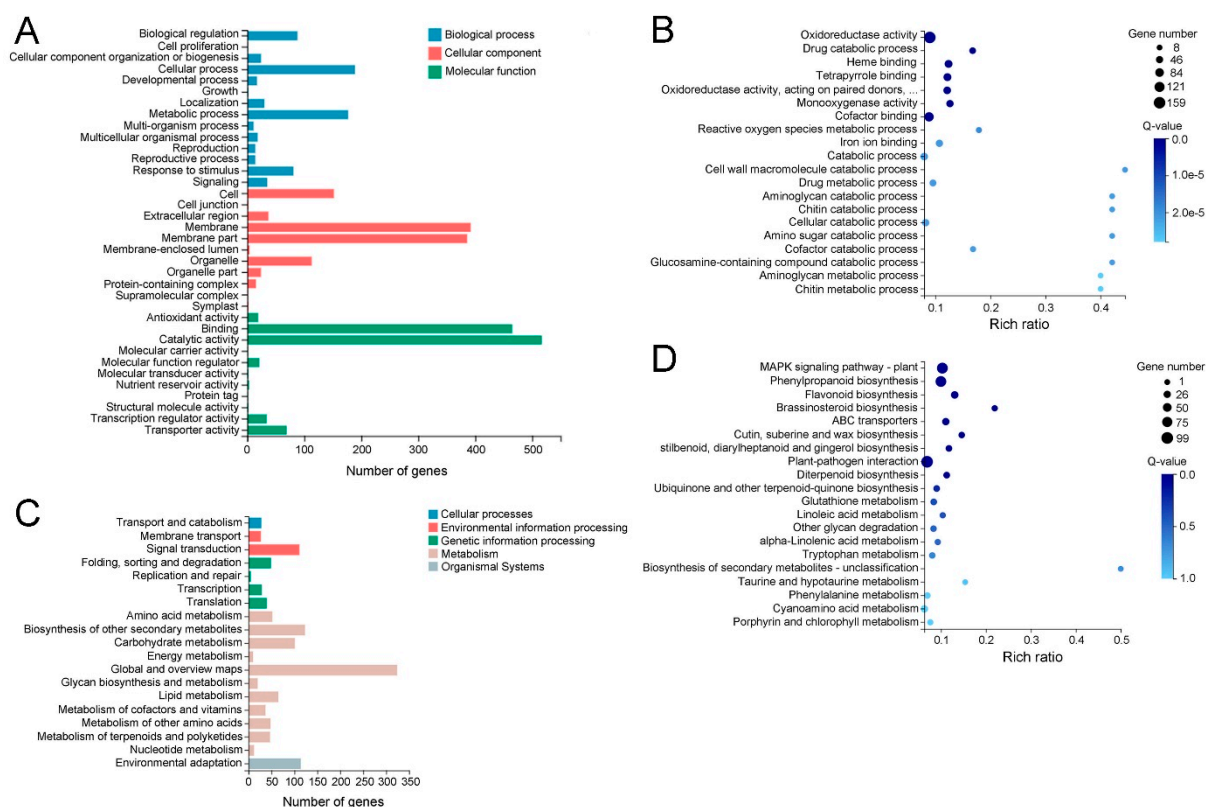 A
Biological regulation
Cell proliferation
Cellular component organization or biogenesis
Cellular process
Developmental process
Growth
Localization
Metabolic process
Multi-organism process
Multicellular organismal process
Reproduction
Reproductive process
Response to stimulus
Signaling
Cell
Cell junction
Extracellular region
Membrane
Membrane part
Membrane-enclosed lumen
Organelle
Organelle part
Protein-containing complex
Supramolecular complex
Symplast
Antioxidant activity
Binding
Catalytic activity
Molecular carrier activity
Molecular function regulator
Molecular transducer activity
Nutrient reservoir activity
Protein tag
Structural molecule activity
Transcription regulator activity
Transporter activity
0 100 200 300 400 500
Number of genes
Biological process
Cellular component
Molecular function
B
Oxidoreductase activity
Drug catabolic process
Heme binding
Tetrapyrrole binding
Oxidoreductase activity, acting on paired donors, ...
Monooxygenase activity
Cofactor binding
Reactive oxygen species metabolic process
Iron ion binding
Catabolic process
Cell wall macromolecule catabolic process
Drug metabolic process
Aminoglycan catabolic process
Chitin catabolic process
Cellular catabolic process
Amino sugar catabolic process
Cofactor catabolic process
Glucosamine-containing compound catabolic process
Aminoglycan metabolic process
Chitin metabolic process
0.1 0.2 0.3 0.4
Rich ratio
Gene number
8
46
84
121
159
Q-value
0.0
1.0e-5
2.0e-5
C
Transport and catabolism
Membrane transport
Signal transduction
Folding, sorting and degradation
Replication and repair
Transcription
Translation
Amino acid metabolism
Biosynthesis of other secondary metabolites
Carbohydrate metabolism
Energy metabolism
Global and overview maps
Glycan biosynthesis and metabolism
Lipid metabolism
Metabolism of cofactors and vitamins
Metabolism of other amino acids
Metabolism of terpenoids and polyketides
Nucleotide metabolism
Environmental adaptation
0 50 100 150 200 250 300 350
Number of genes
Cellular processes
Environmental information processing
Genetic information processing
Metabolism
Organismal Systems
D
MAPK signaling pathway - plant
Phenylpropanoid biosynthesis
Flavonoid biosynthesis
Brassinosteroid biosynthesis
ABC transporters
Cutin, suberine and wax biosynthesis
stilbenoid, diarylheptanoid and gingerol biosynthesis
Plant-pathogen interaction
Diterpenoid biosynthesis
Ubiquinone and other terpenoid-quinone biosynthesis
Glutathione metabolism
Linoleic acid metabolism
Other glycan degradation
alpha-Linolenic acid metabolism
Tryptophan metabolism
Biosynthesis of secondary metabolites - unclassification
Taurine and hypotaurine metabolism
Phenylalanine metabolism
Cyanoamino acid metabolism
Porphyrin and chlorophyll metabolism
0.1 0.2 0.3 0.4 0.5
Rich ratio
Gene number
1
26
50
75
99
Q-value
0.0
0.5
1.0